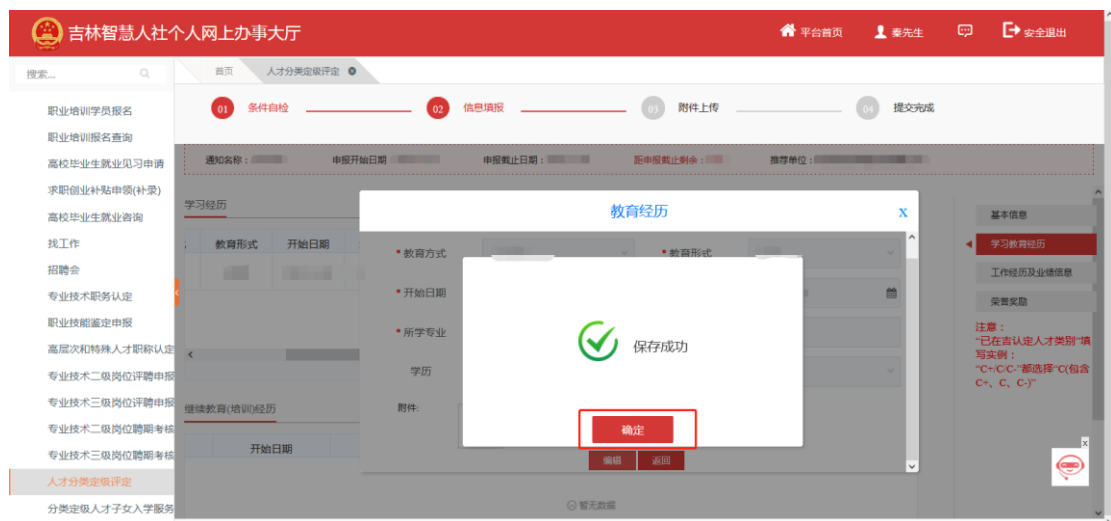 吉林智慧人社个人网上办事大厅
平台首页 秦先生 安全退出
搜索...
首页 人才分类定级评定
01 条件自检 02 信息填报 03 附件上传 04 提交完成
职业培训学员报名
职业培训报名查询
高校毕业生就业见习申请
求职创业补贴申领(补录)
高校毕业生就业咨询
找工作
招聘会
专业技术职务认定
职业技能鉴定申报
高层次和特殊人才职称认定
专业技术二级岗位评聘申报
专业技术三级岗位评聘申报
专业技术二级岗位聘期考核
专业技术三级岗位聘期考核
人才分类定级评定
分类定级人才子女入学服务
通知名称： 申报开始日期 申报截止日期： 距申报截止剩余： 推荐单位：
学习经历
教育形式 开始日期
继续教育(培训)经历
开始日期
暂无数据
教育经历 x
*教育方式 *教育形式
*开始日期
*所学专业
学历
附件:
保存成功
确定
编辑 返回
基本信息
学习教育经历
工作经历及业绩信息
荣誉奖励
注意：
“已在吉认定人才类别”填
写实例：
“C+/C/C-”都选择“C(包含
C+、C、C-)”
x